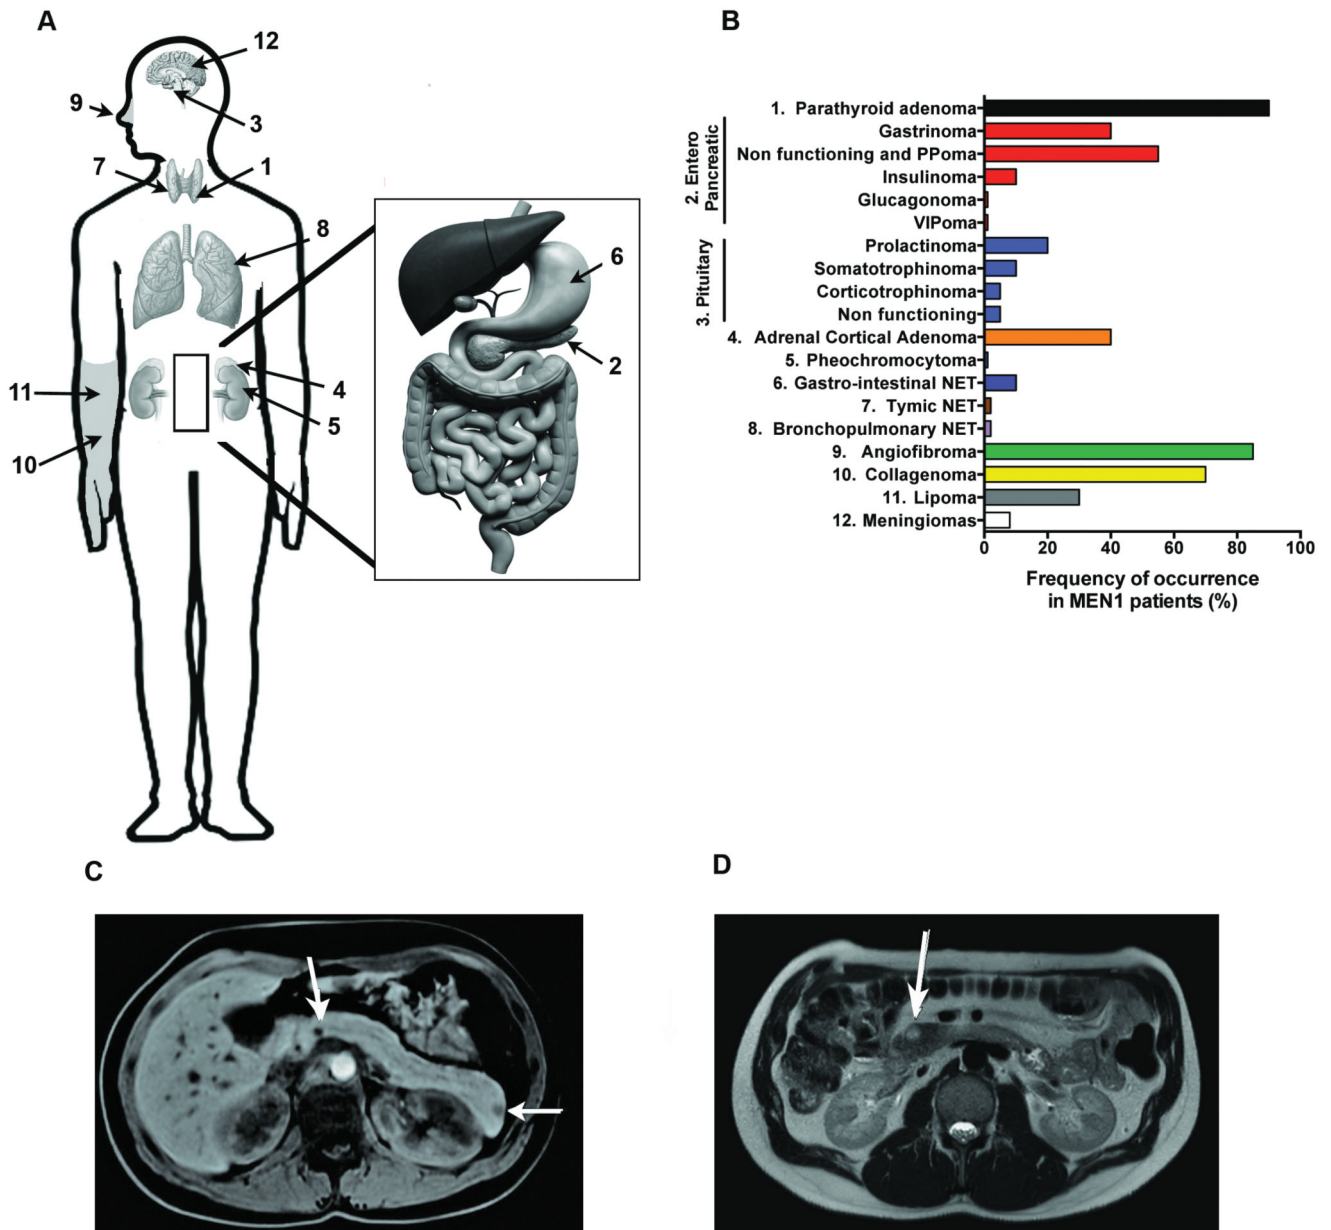 A
12
9
3
7
1
8
6
2
4
11
5
10
B
1. Parathyroid adenoma
2. Entero
Pancreatic
Gastrinoma
Non functioning and PPoma
Insulinoma
Glucagonoma
VIPoma
3. Pituitary
Prolactinoma
Somatotrophinoma
Corticotrophinoma
Non functioning
4. Adrenal Cortical Adenoma
5. Pheochromocytoma
6. Gastro-intestinal NET
7. Tymic NET
8. Bronchopulmonary NET
9. Angiofibroma
10. Collagenoma
11. Lipoma
12. Meningiomas
0 20 40 60 80 100
Frequency of occurrence
in MEN1 patients (%)
C
D